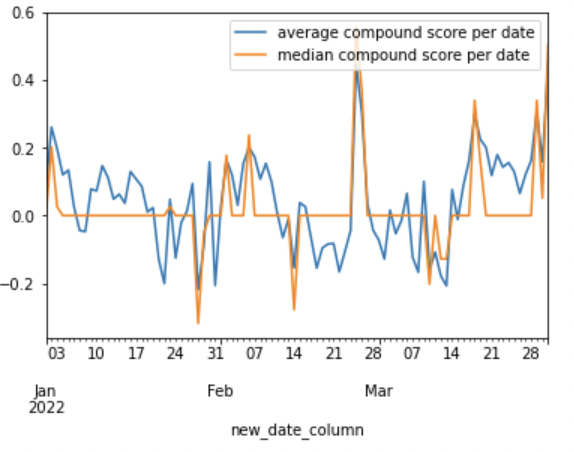 0.6
average compound score per date
median compound score per date
0.4
0.2
0.0
−0.2
03 10 17 24 31 07 14 21 28 07 14 21 28
Jan Feb Mar
2022
new_date_column